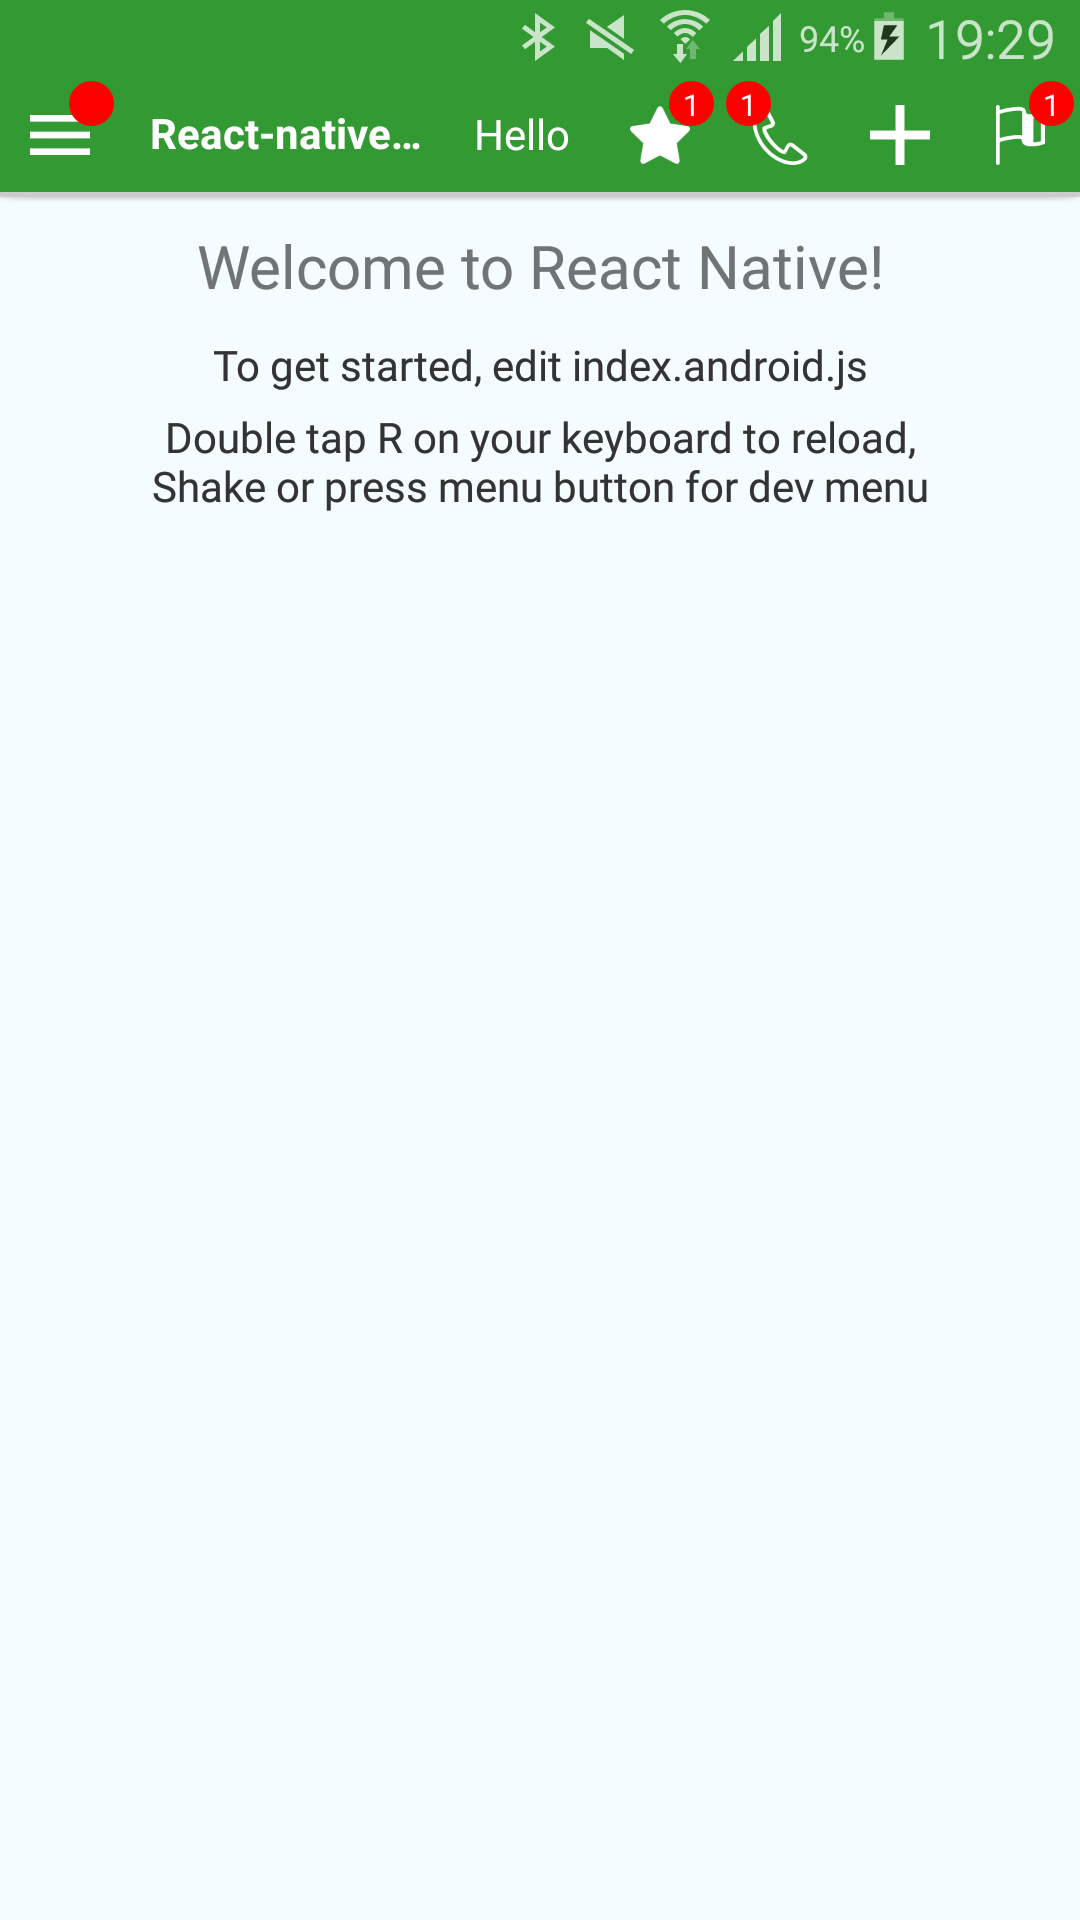 94% 19:29
React-native... Hello 1 1 1
Welcome to React Native!
To get started, edit index.android.js
Double tap R on your keyboard to reload,
Shake or press menu button for dev menu